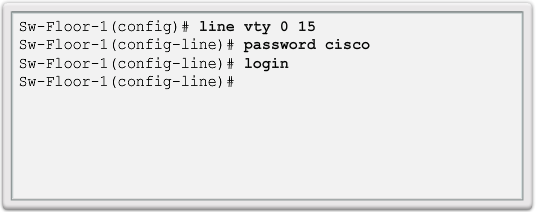 Sw-Floor-1(config)# line vty 0 15
Sw-Floor-1(config-line)# password cisco
Sw-Floor-1(config-line)# login
Sw-Floor-1(config-line)#